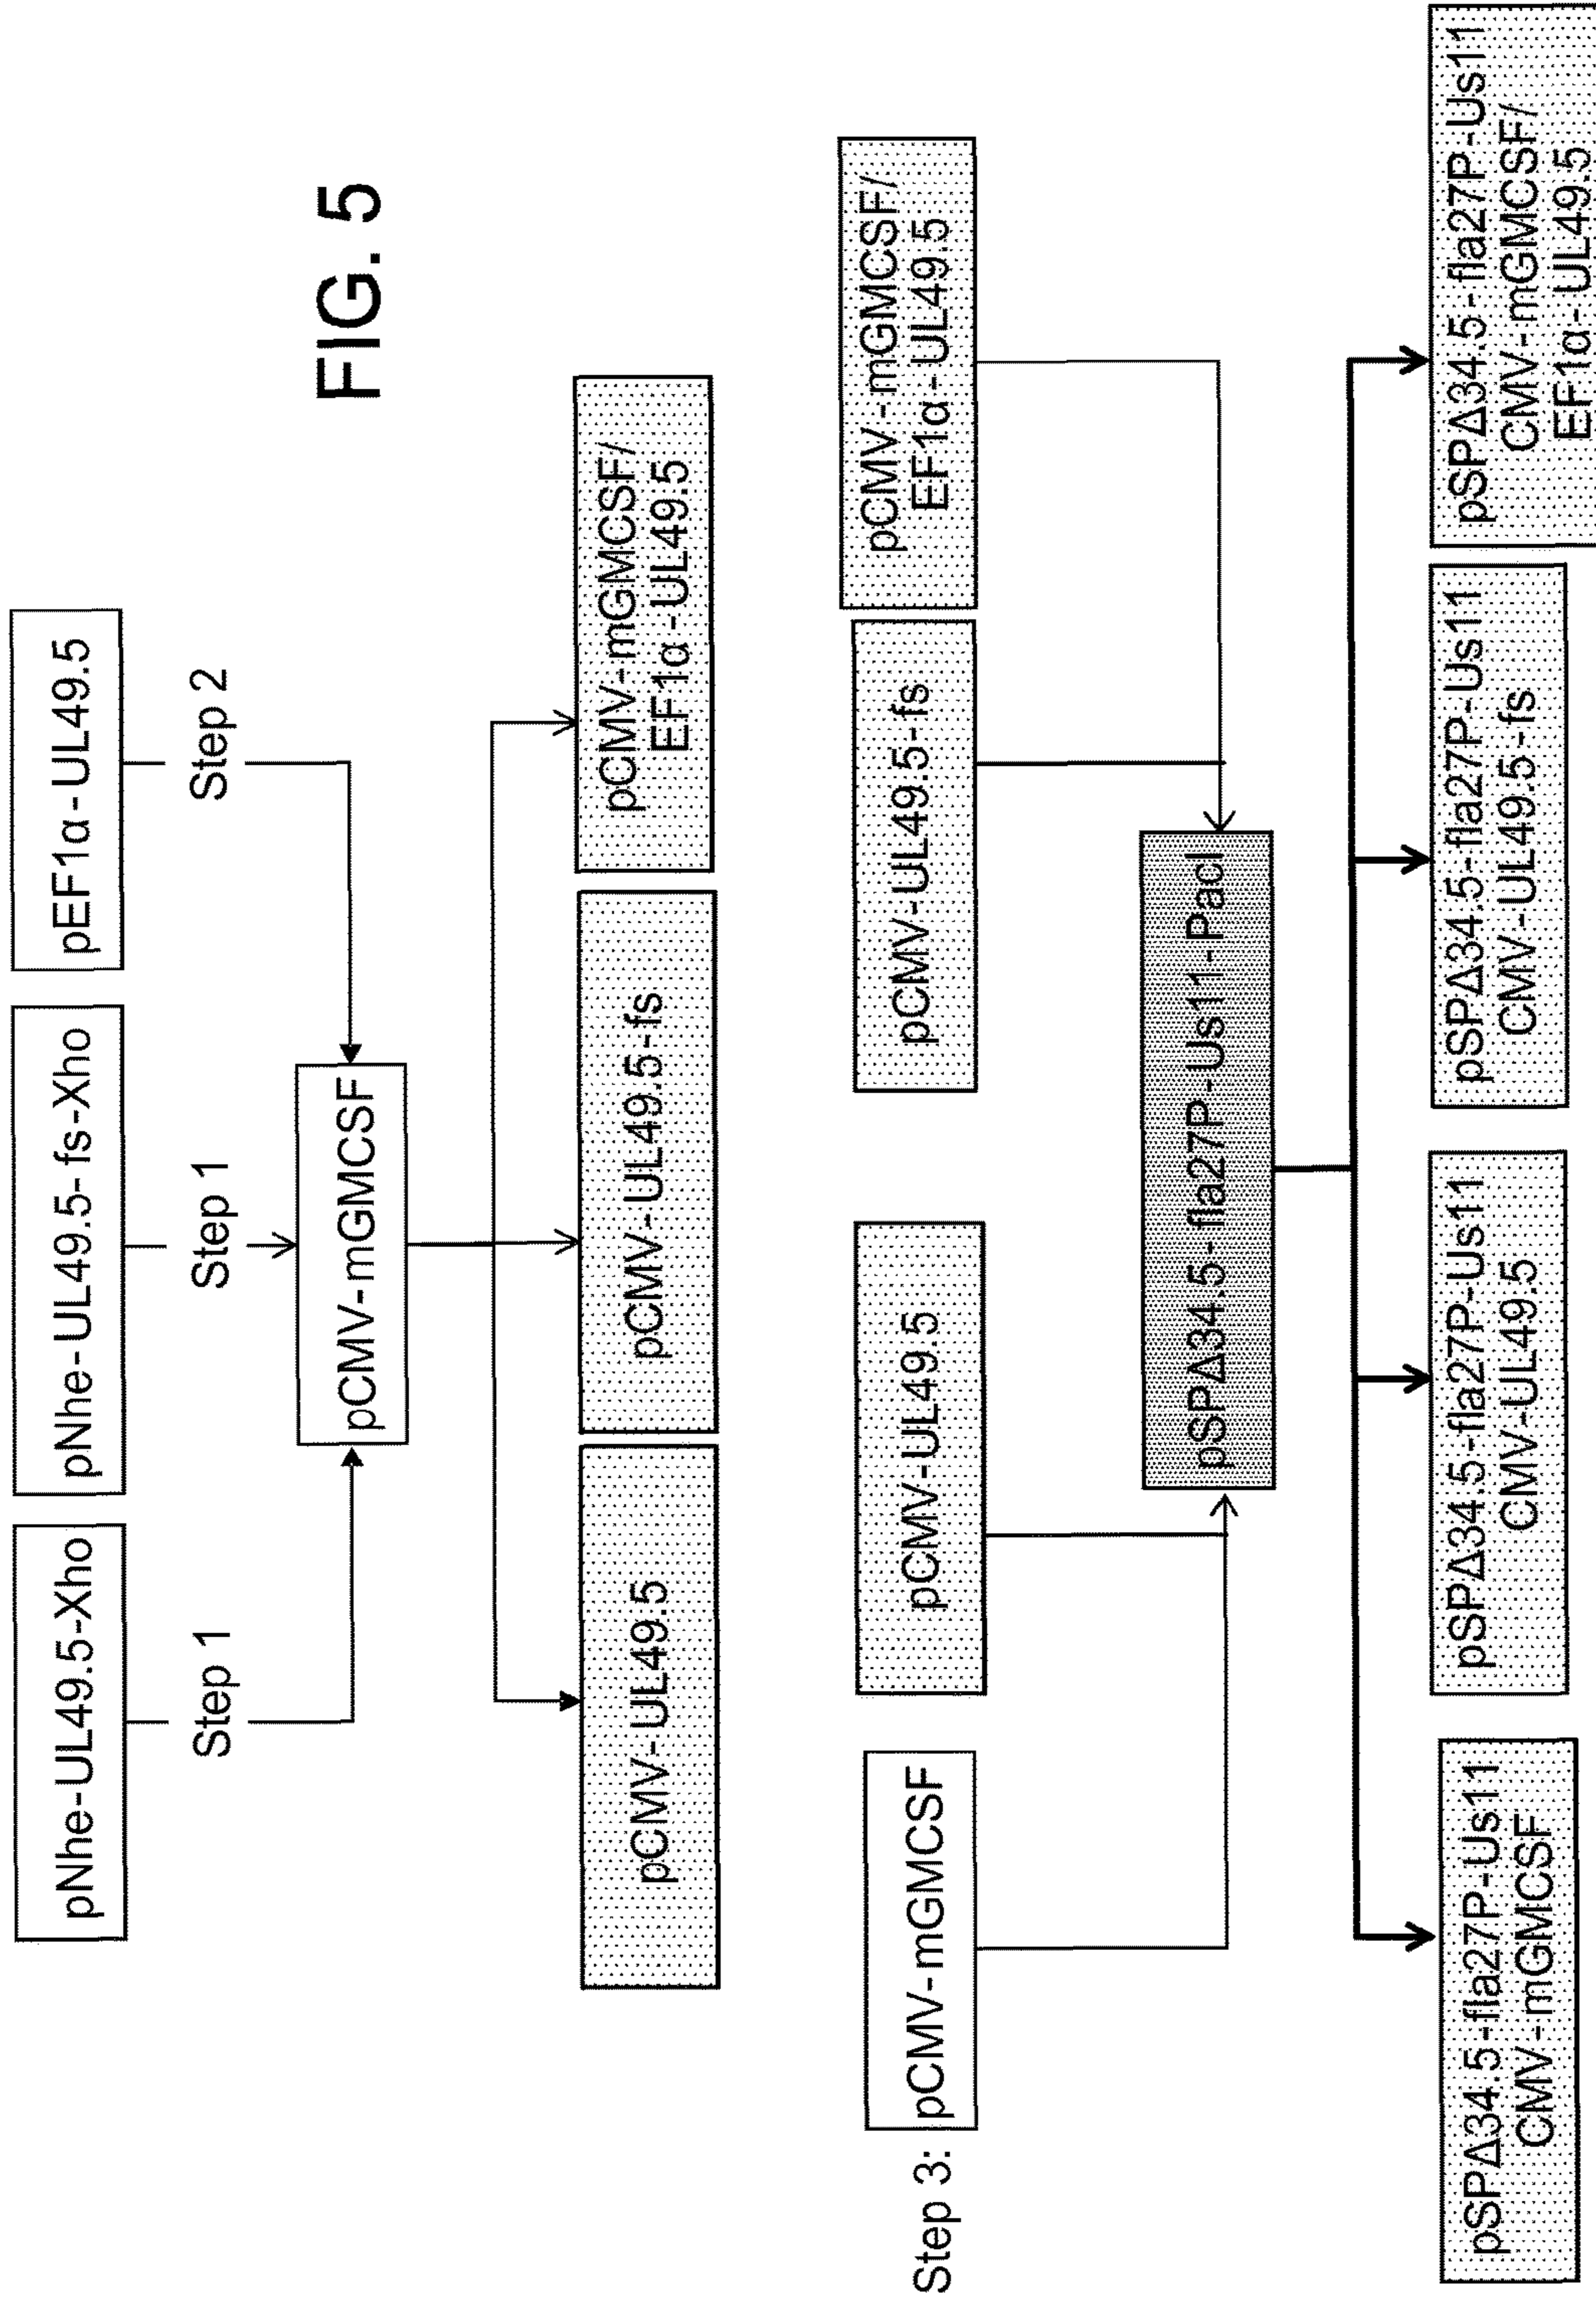 FIG. 5
pNhe-UL49.5-Xho
pNhe-UL49.5-fs-Xho
pEF1α-UL49.5
Step 1
Step 1
Step 2
pCMV-mGMCSF
pCMV-UL49.5
pCMV-UL49.5-fs
pCMV-mGMCSF/
EF1α-UL49.5
Step 3:
pCMV-mGMCSF
pCMV-UL49.5
pCMV-UL49.5-fs
pCMV-mGMCSF/
EF1α-UL49.5
pSPΔ34.5-fla27P-Us11-PacI
pSPΔ34.5-fla27P-Us11
CMV-mGMCSF
pSPΔ34.5-fla27P-Us11
CMV-UL49.5
pSPΔ34.5-fla27P-Us11
CMV-UL49.5-fs
pSPΔ34.5-fla27P-Us11
CMV-mGMCSF/
EF1α-UL49.5